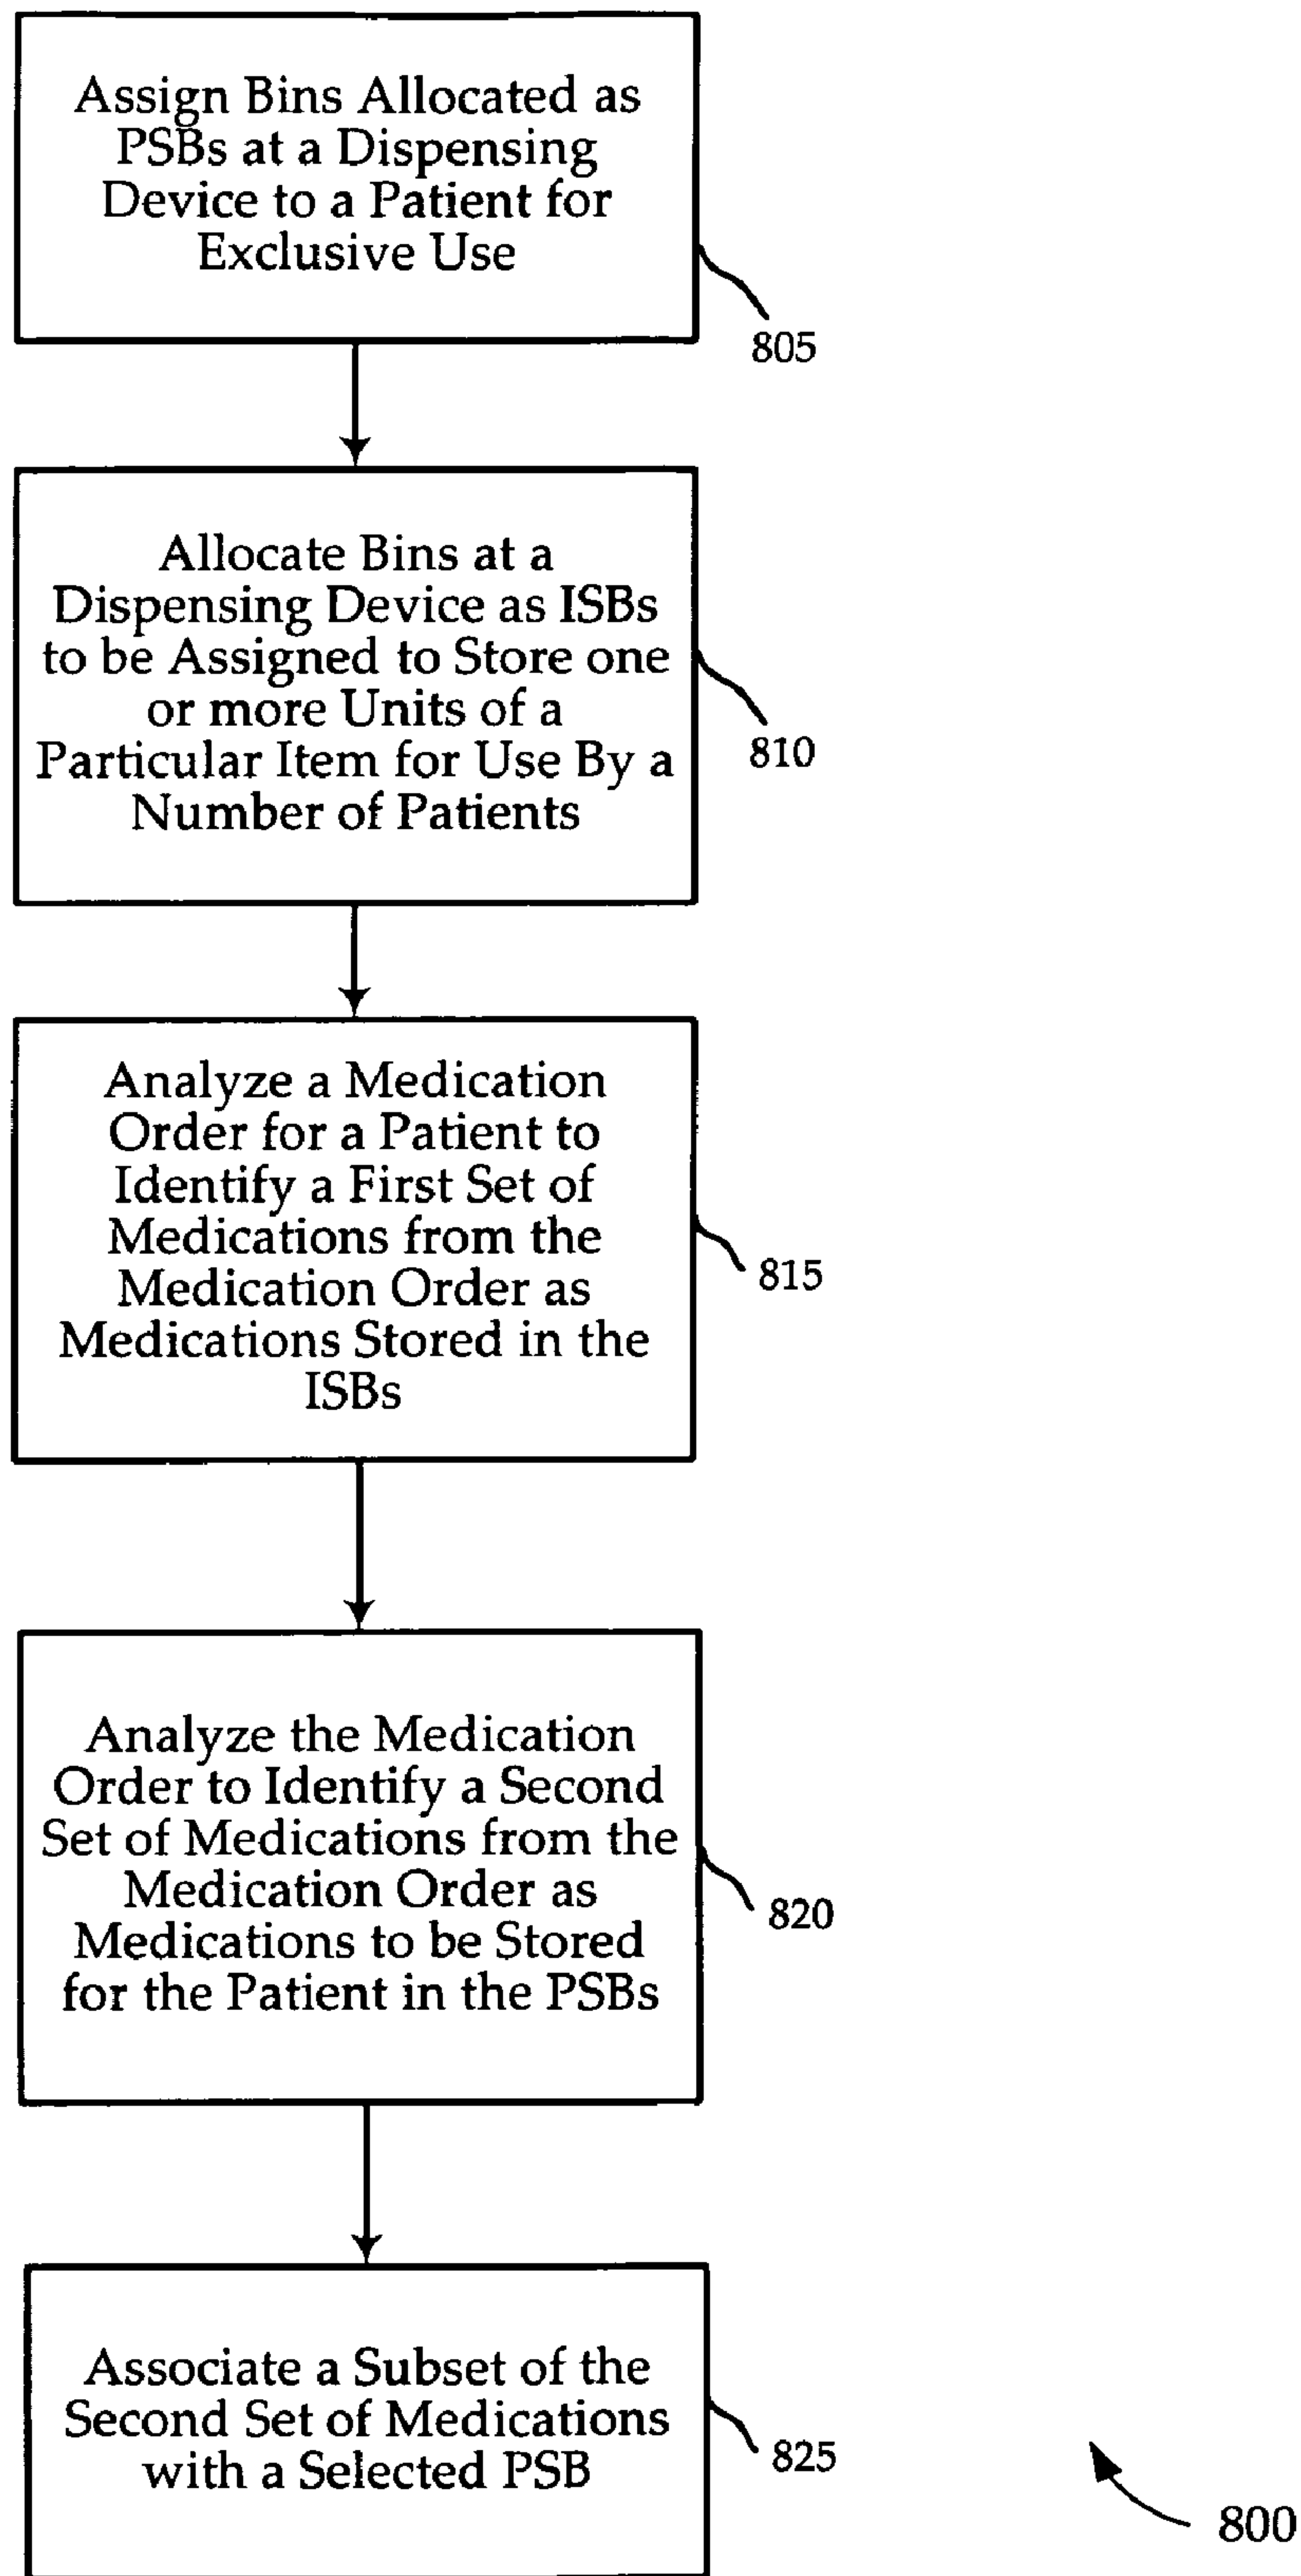 Assign Bins Allocated as
PSBs at a Dispensing
Device to a Patient for
Exclusive Use
805
Allocate Bins at a
Dispensing Device as ISBs
to be Assigned to Store one
or more Units of a
Particular Item for Use By a
Number of Patients
810
Analyze a Medication
Order for a Patient to
Identify a First Set of
Medications from the
Medication Order as
Medications Stored in the
ISBs
815
Analyze the Medication
Order to Identify a Second
Set of Medications from the
Medication Order as
Medications to be Stored
for the Patient in the PSBs
820
Associate a Subset of the
Second Set of Medications
with a Selected PSB
825
800